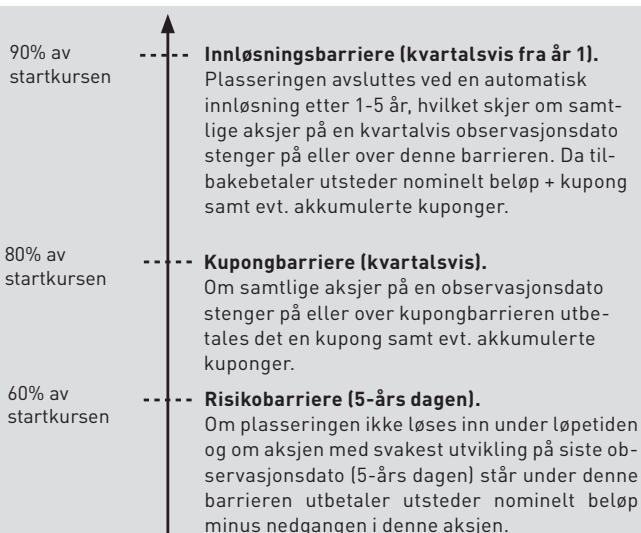 90% av
startkursen
Innløsningsbarriere (kvartalsvis fra år 1).
Plasseringen avsluttes ved en automatisk
innløsning etter 1-5 år, hvilket skjer om samt-
lige aksjer på en kvartalvis observasjonsdato
stenger på eller over denne barrieren. Da til-
bakebetaler utsteder nominelt beløp + kupong
samt evt. akkumulerte kuponger.
80% av
startkursen
Kupongbarriere (kvartalsvis).
Om samtlige aksjer på en observasjonsdato
stenger på eller over kupongbarrieren utbe-
tales det en kupong samt evt. akkumulerte
kuponger.
60% av
startkursen
Risikobarriere (5-års dagen).
Om plasseringen ikke løses inn under løpetiden
og om aksjen med svakest utvikling på siste ob-
servasjonsdato (5-års dagen) står under denne
barrieren utbetaler utsteder nominelt beløp
minus nedgangen i denne aksjen.